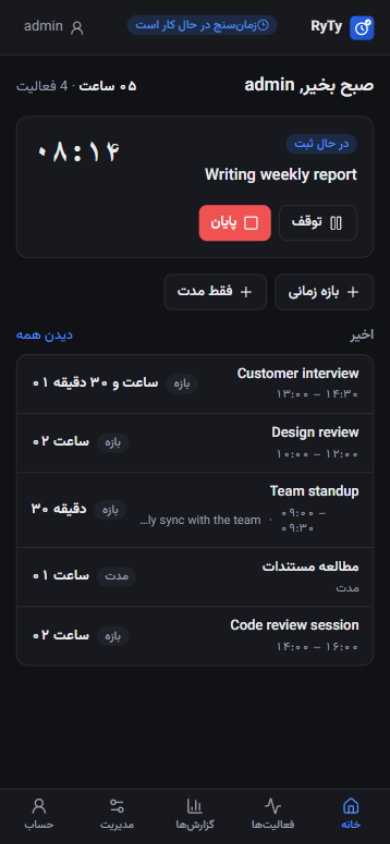 RyTy
زمان‌سنج در حال کار است
admin
صبح بخیر, admin
۰۵ ساعت · 4 فعالیت
در حال ثبت
۰۸:۱۴
Writing weekly report
توقف
پایان
بازه زمانی
فقط مدت
اخیر
دیدن همه
Customer interview
۱۳:۰۰ – ۱۴:۳۰
بازه
ساعت و ۳۰ دقیقه ۰۱
Design review
۱۰:۰۰ – ۱۲:۰۰
بازه
ساعت ۰۲
Team standup
۰۹:۰۰ –
۰۹:۳۰
· ...ly sync with the team
بازه
دقیقه ۳۰
مطالعه مستندات
مدت
مدت
ساعت ۰۱
Code review session
۱۴:۰۰ – ۱۶:۰۰
بازه
ساعت ۰۲
خانه
فعالیت‌ها
گزارش‌ها
مدیریت
حساب